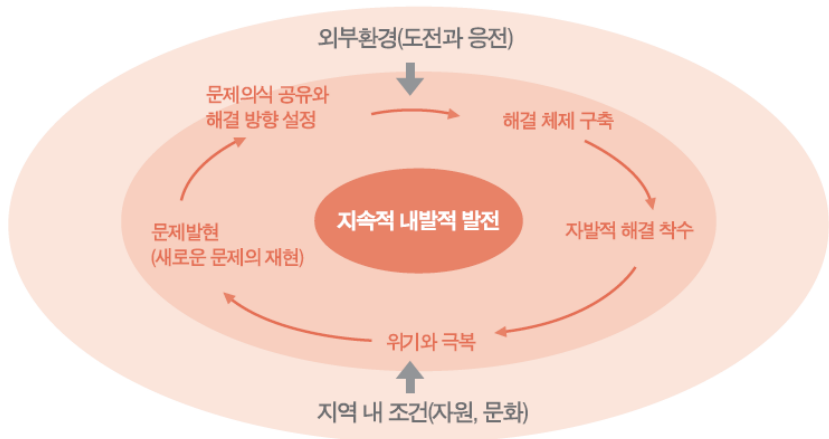 외부환경(도전과 응전)
문제의식 공유와
해결 방향 설정
해결 체제 구축
지속적 내발적 발전
자발적 해결 착수
문제발현
(새로운 문제의 재현)
위기와 극복
지역 내 조건(자원, 문화)